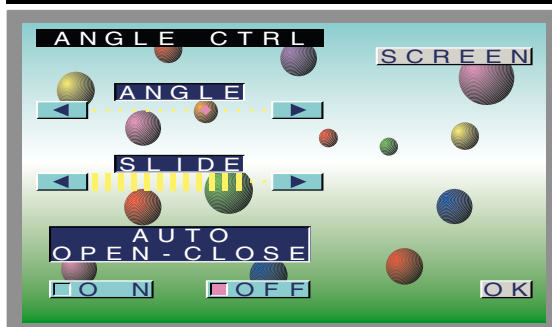 ANGLE CTRL
SCREEN
ANGLE
SLIDE
AUTO
OPEN-CLOSE
ON
OFF
OK